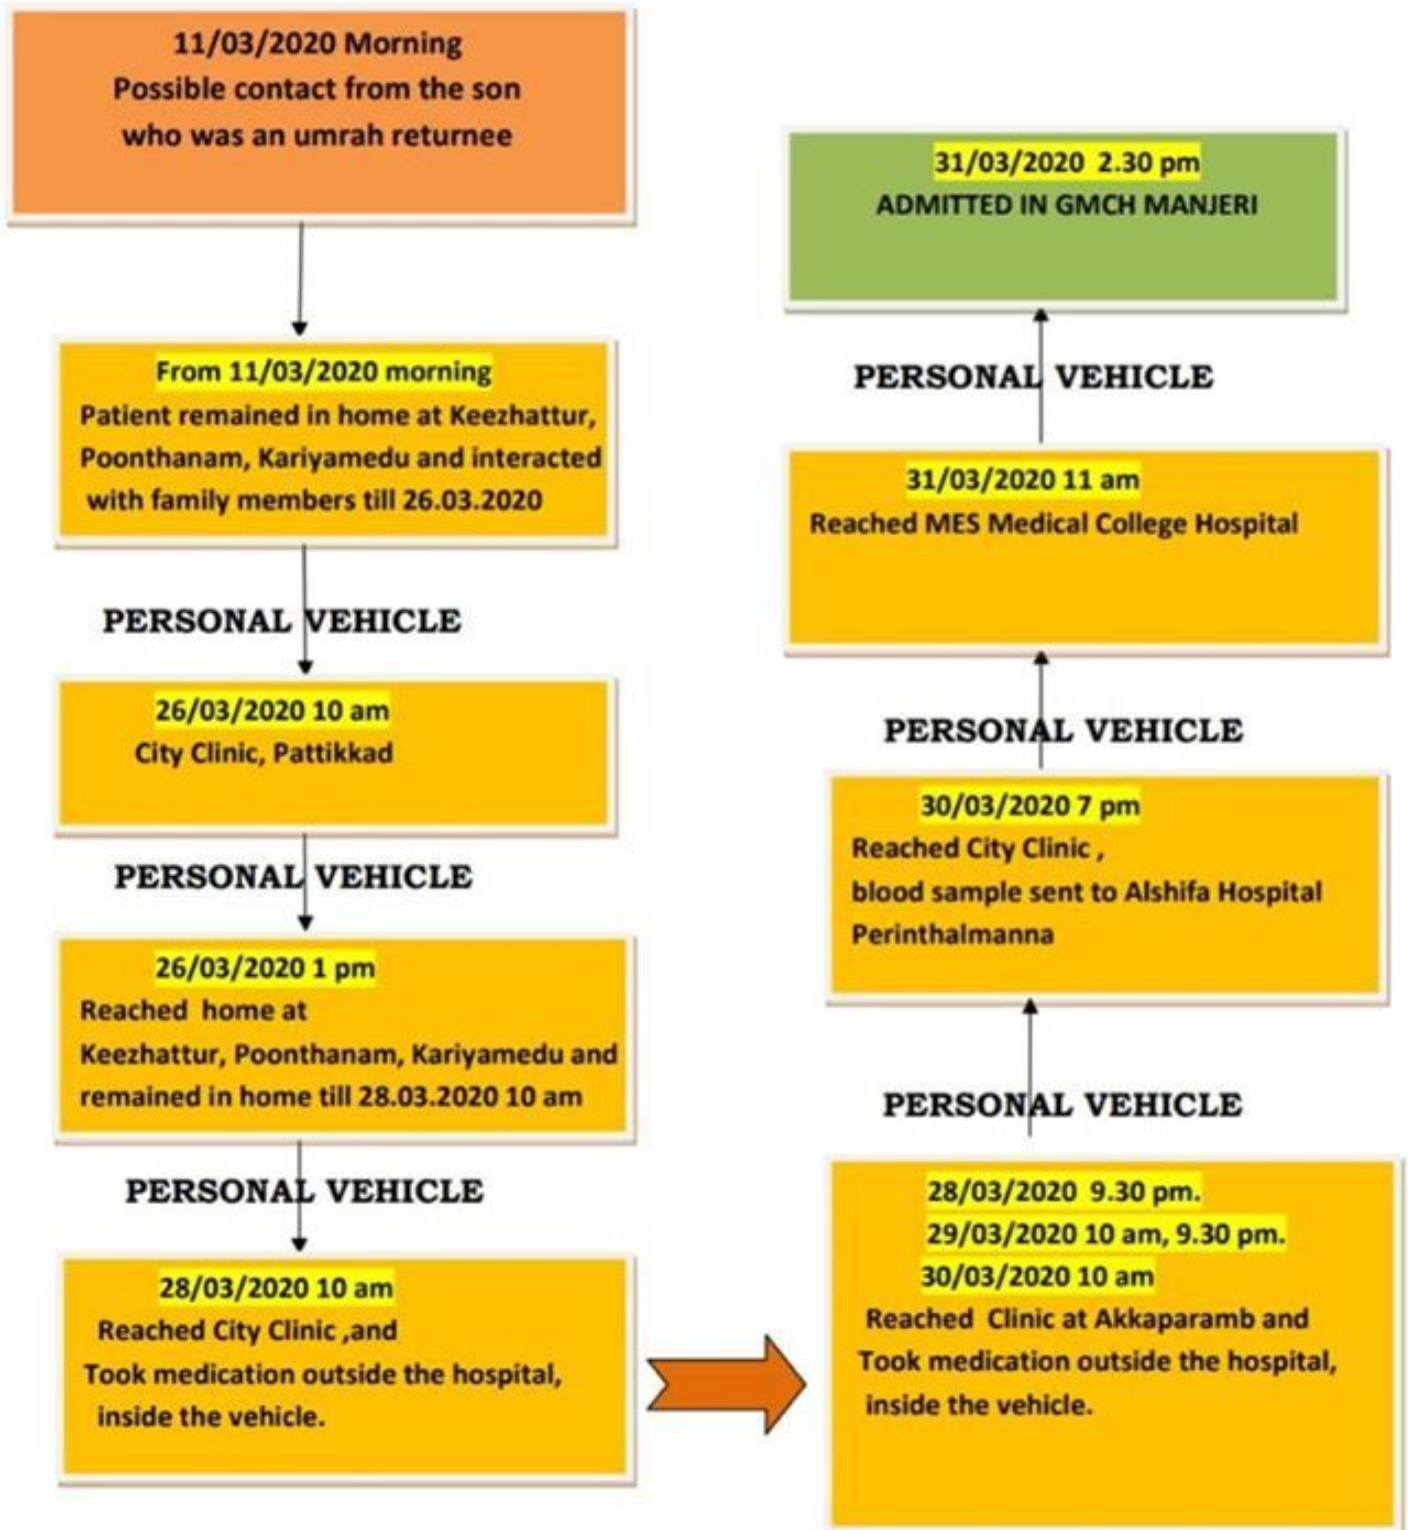 11/03/2020 Morning
Possible contact from the son
who was an umrah returnee
From 11/03/2020 morning
Patient remained in home at Keezhattur,
Poonthanam, Kariyamedu and interacted
with family members till 26.03.2020
PERSONAL VEHICLE
26/03/2020 10 am
City Clinic, Pattikkad
PERSONAL VEHICLE
26/03/2020 1 pm
Reached home at
Keezhattur, Poonthanam, Kariyamedu and
remained in home till 28.03.2020 10 am
PERSONAL VEHICLE
28/03/2020 10 am
Reached City Clinic ,and
Took medication outside the hospital,
inside the vehicle.
28/03/2020 9.30 pm.
29/03/2020 10 am, 9.30 pm.
30/03/2020 10 am
Reached Clinic at Akkaparamb and
Took medication outside the hospital,
inside the vehicle.
PERSONAL VEHICLE
30/03/2020 7 pm
Reached City Clinic ,
blood sample sent to Alshifa Hospital
Perinthalmanna
PERSONAL VEHICLE
31/03/2020 11 am
Reached MES Medical College Hospital
PERSONAL VEHICLE
31/03/2020 2.30 pm
ADMITTED IN GMCH MANJERI